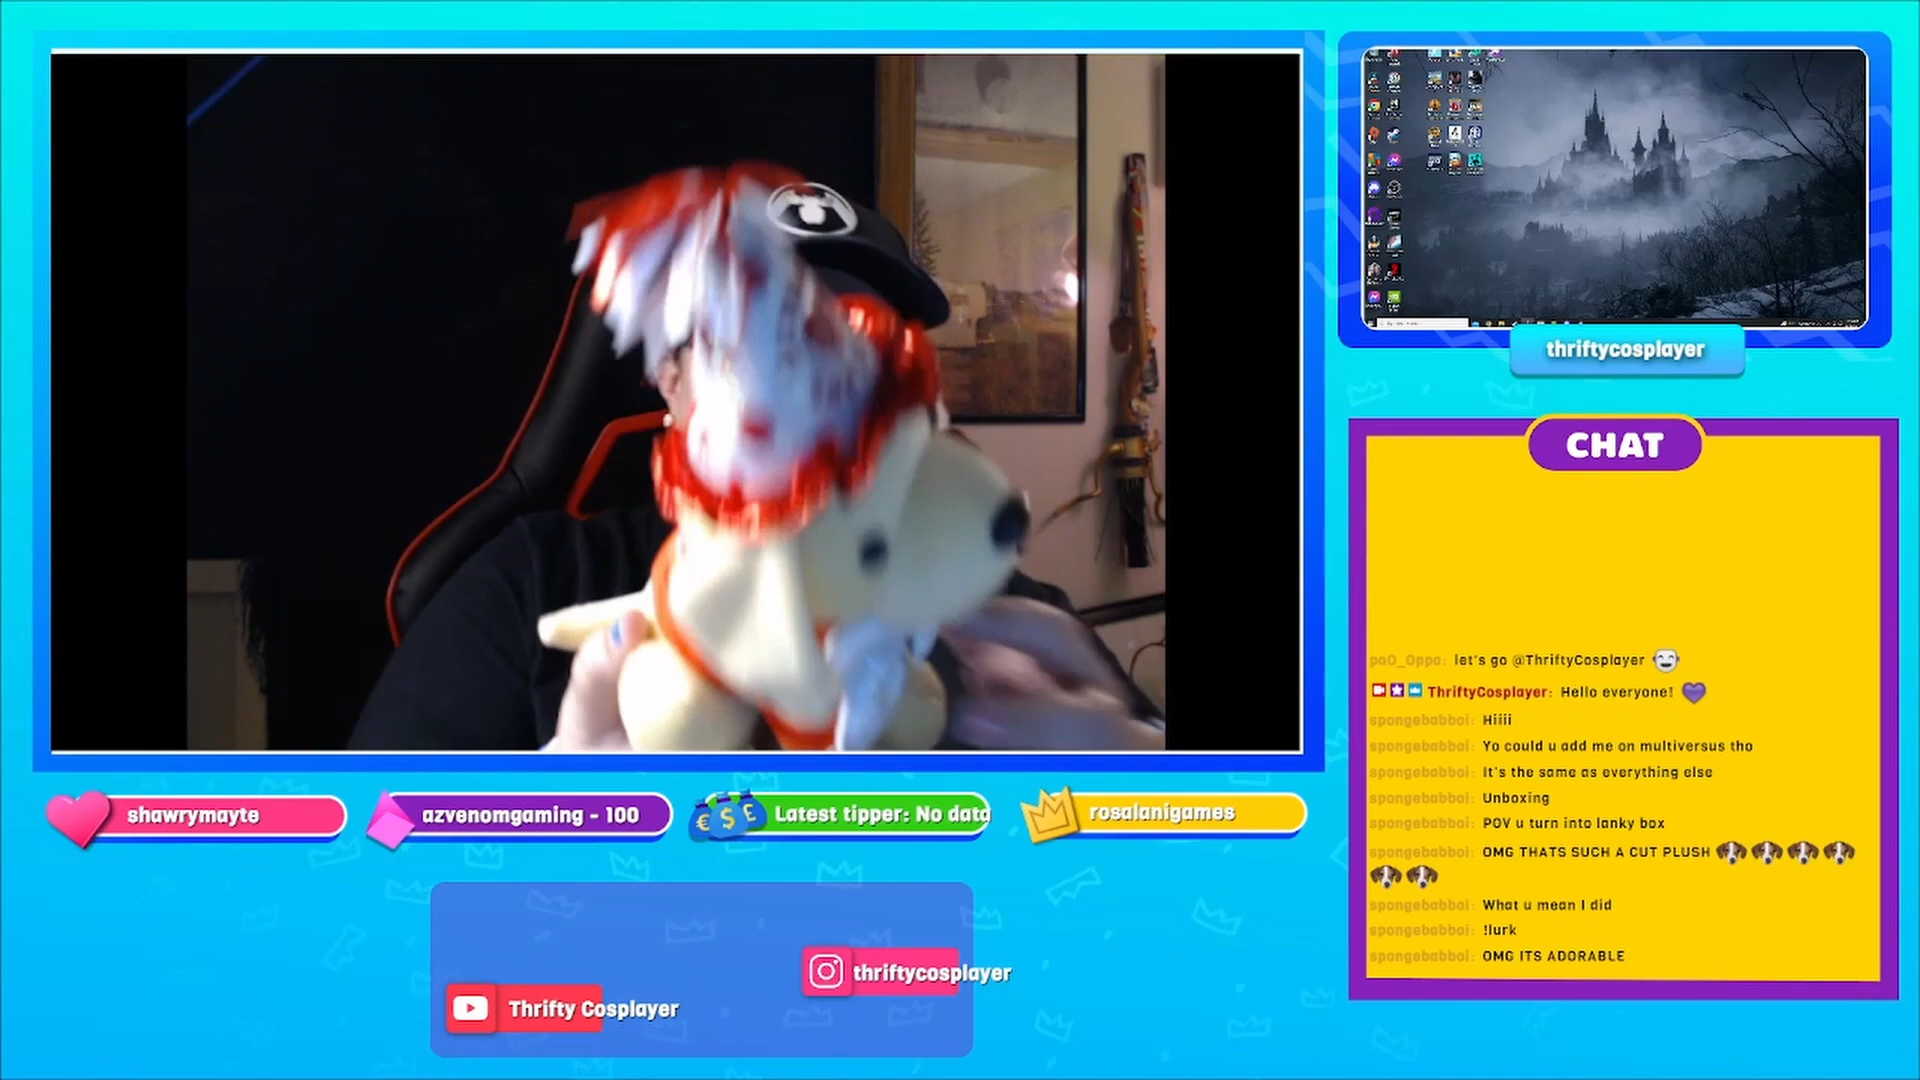 thriftycosplayer
CHAT
paO_Oppa: let's go @ThriftyCosplayer
ThriftyCosplayer: Hello everyone!
spongebabboi: Hiiii
spongebabboi: Yo could u add me on multiversus tho
spongebabboi: It's the same as everything else
spongebabboi: Unboxing
spongebabboi: POV u turn into lanky box
spongebabboi: OMG THATS SUCH A CUT PLUSH
spongebabboi: What u mean I did
spongebabboi: !lurk
spongebabboi: OMG ITS ADORABLE
shawrymayte
azvenomgaming - 100
Latest tipper: No data
rosalanigames
thriftycosplayer
Thrifty Cosplayer